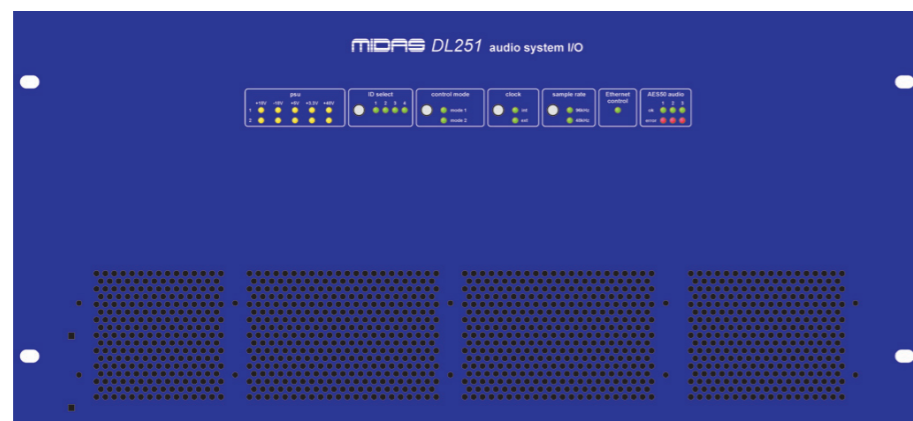 MIDAS DL251 audio system I/O
psu
+15V -15V +5V +3.3V +48V
1
2
ID select
1 2 3 4
control mode
mode 1
mode 2
clock
int
ext
sample rate
96kHz
48kHz
Ethernet
control
AES50 audio
1 2 3
ok
error